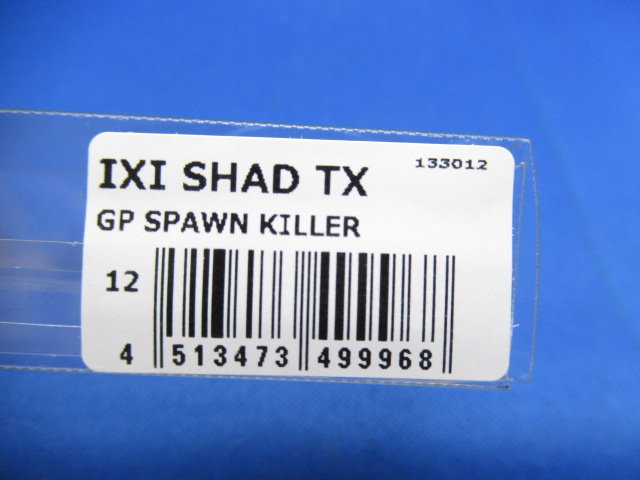 IXI SHAD TX 133012
GP SPAWN KILLER
12
4 513473 499968